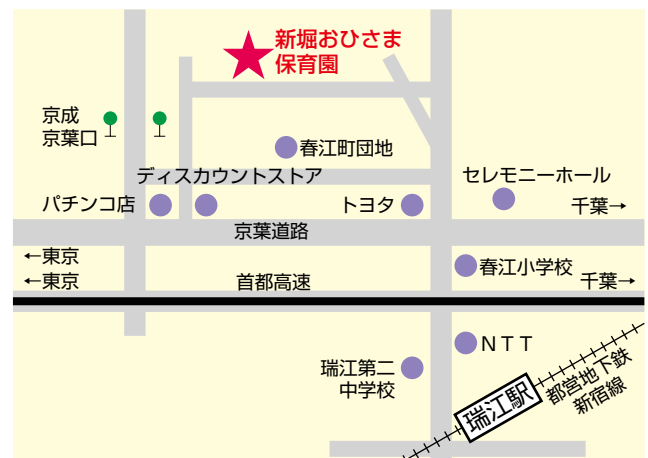 新堀おひさま
保育園
京成
京葉口
春江町団地
ディスカウントストア
セレモニーホール
パチンコ店
トヨタ
千葉→
京葉道路
←東京
春江小学校
←東京
首都高速
千葉→
NTT
瑞江第二
中学校
瑞江駅
都営地下鉄
新宿線